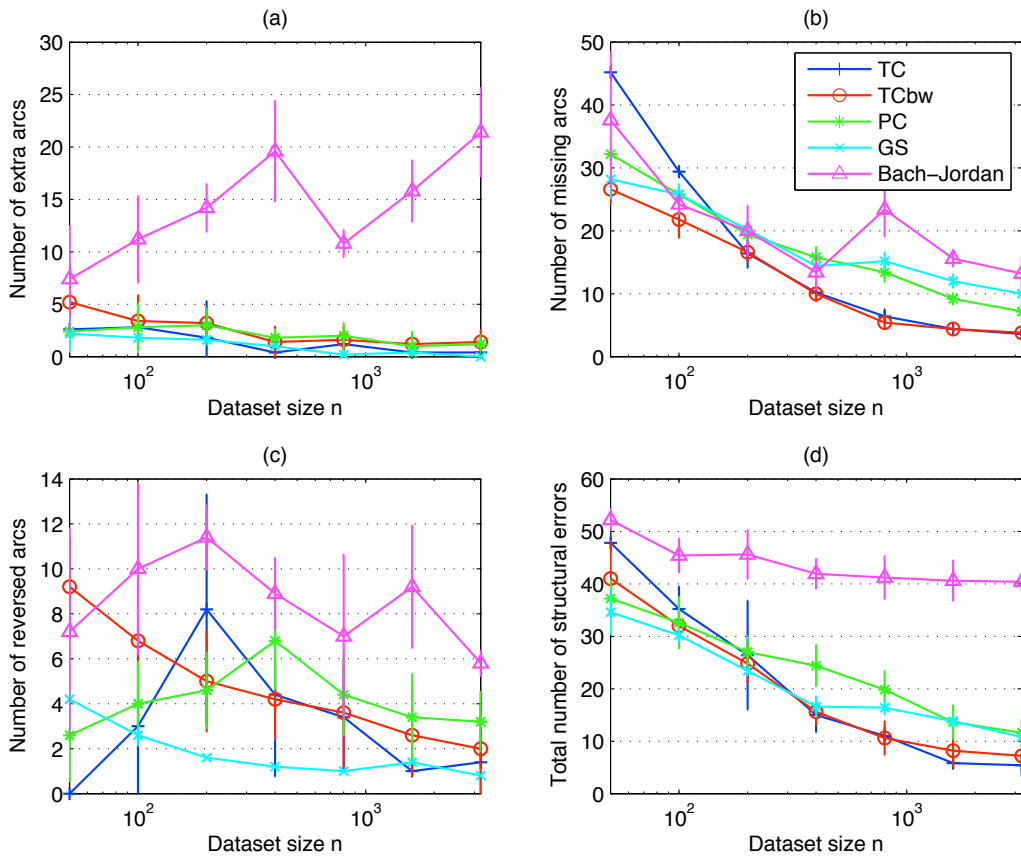 (a)
30
25
20
15
10
5
0
Number of extra arcs
10^2
10^3
Dataset size n
(b)
50
40
30
20
10
0
Number of missing arcs
10^2
10^3
Dataset size n
TC
TCbw
PC
GS
Bach−Jordan
(c)
14
12
10
8
6
4
2
0
Number of reversed arcs
10^2
10^3
Dataset size n
(d)
60
50
40
30
20
10
0
Total number of structural errors
10^2
10^3
Dataset size n